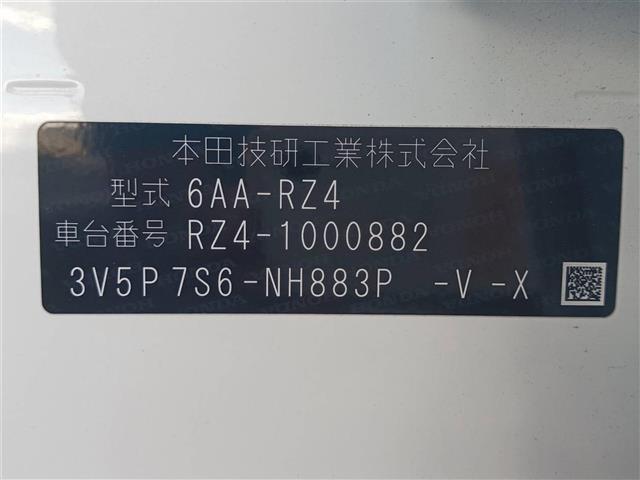 本田技研工業株式会社
型式 6AA-RZ4
車台番号 RZ4-1000882
3V5P 7S6-NH883P -V -X